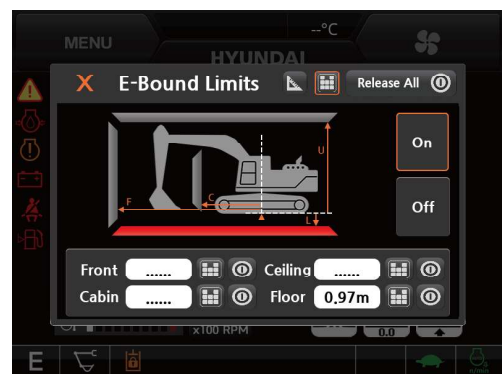 --°C
MENU
HYUNDAI
X E-Bound Limits Release All
U
On
F
C
L
Off
Front ...... Ceiling ......
Cabin ...... Floor 0.97m
x100 RPM 0.0
E